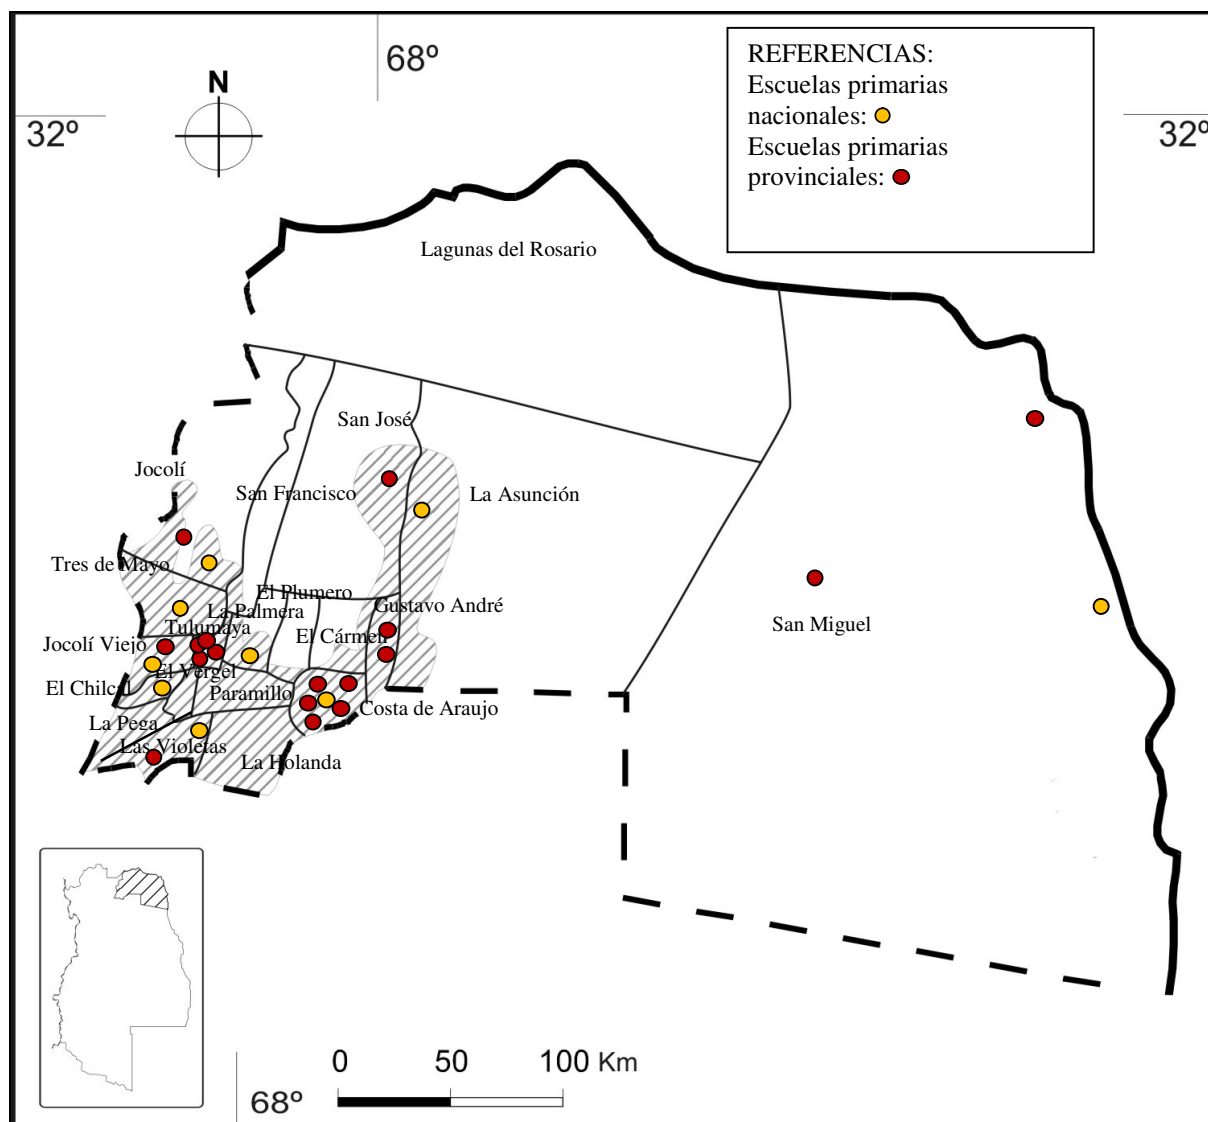 68º
N
32º
32º
REFERENCIAS:
Escuelas primarias
nacionales:
Escuelas primarias
provinciales:
Lagunas del Rosario
San José
Jocolí
San Francisco
La Asunción
Tres de Mayo
El Plumero
La Palmera
Gustavo André
Tulumaya
El Cármen
San Miguel
Jocolí Viejo
El Vergel
El Chilcal
Paramillo
Costa de Araujo
La Pega
Las Violetas
La Holanda
0 50 100 Km
68º